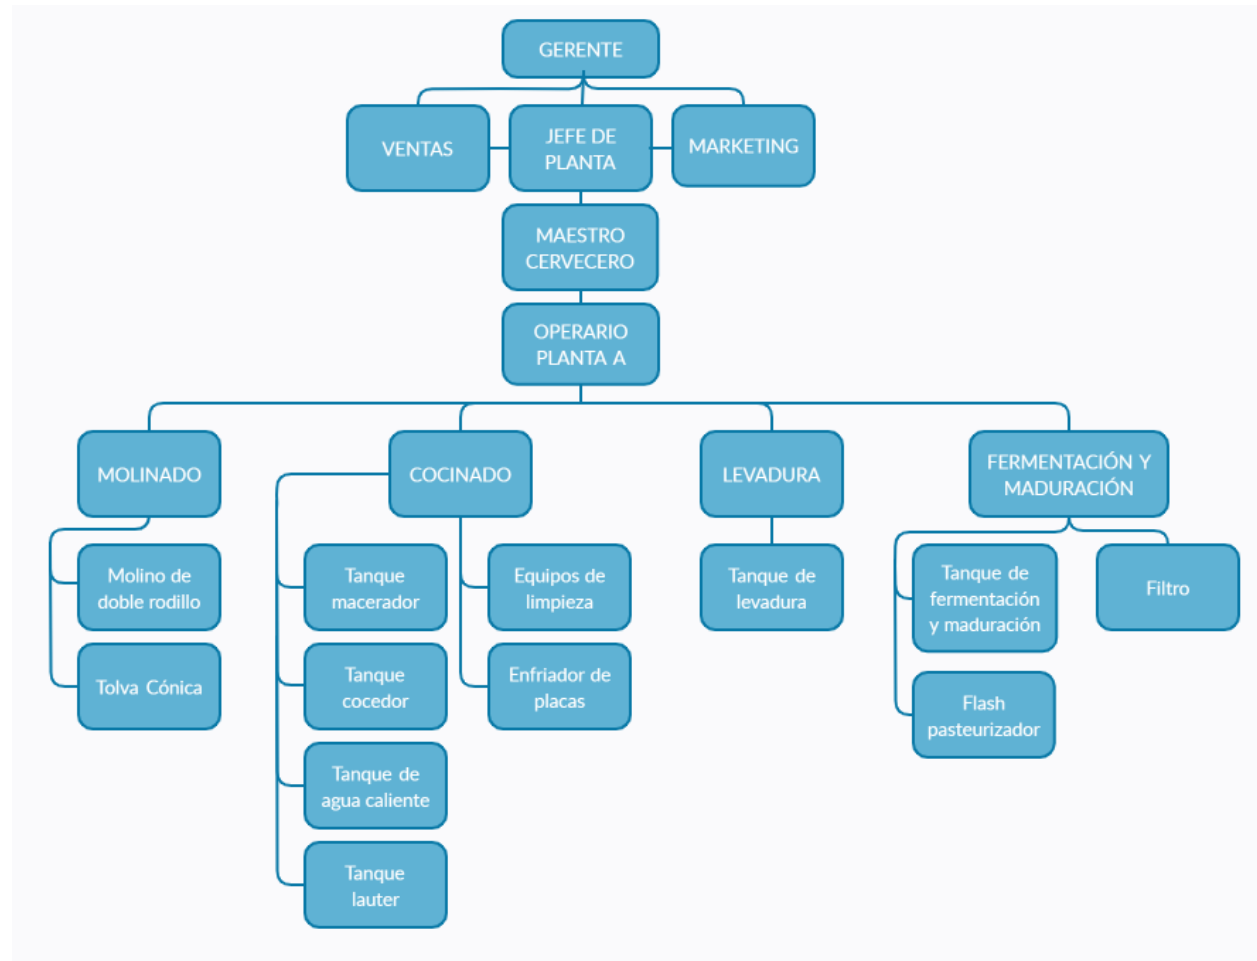 GERENTE
VENTAS
JEFE DE
PLANTA
MARKETING
MAESTRO
CERVECERO
OPERARIO
PLANTA A
MOLINADO
COCINADO
LEVADURA
FERMENTACIÓN Y
MADURACIÓN
Molino de
doble rodillo
Tolva Cónica
Tanque
macerador
Tanque
cocedor
Tanque de
agua caliente
Tanque
lauter
Equipos de
limpieza
Enfriador de
placas
Tanque de
levadura
Tanque de
fermentación
y maduración
Flash
pasteurizador
Filtro